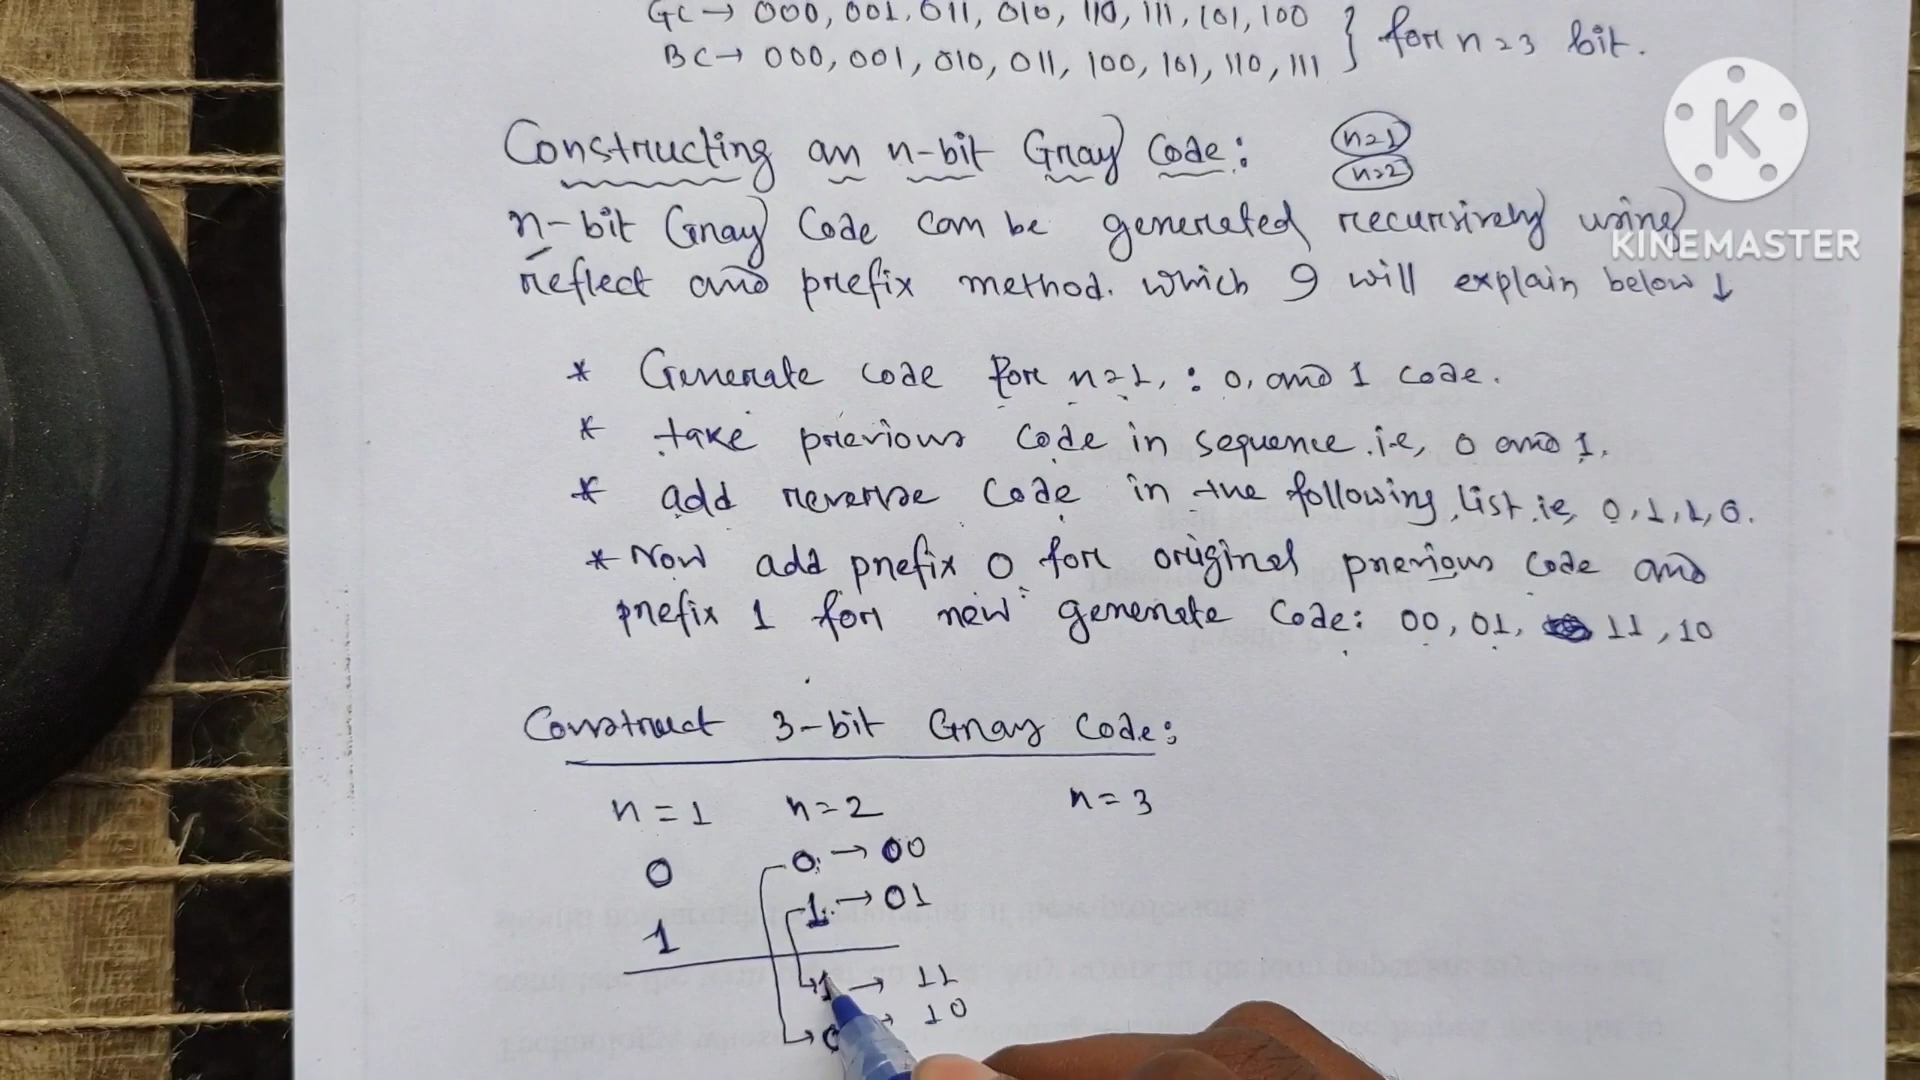 GC → 000, 001, 011, 010, 110, 111, 101, 100
BC → 000, 001, 010, 011, 100, 101, 110, 111 } for n=3 bit.
K
KINEMASTER
Constructing an n-bit Gray Code: n=1
n=2
n-bit Gray Code can be generated recursively using
reflect and prefix method. which I will explain below ↓
* Generate code for n=1, : 0, and 1 code.
* take previous code in sequence i.e, 0 and 1.
* add reverse code in the following list. ie, 0, 1, 1, 0.
* Now add prefix 0 for original previous code and
prefix 1 for new generate code: 00, 01, 11, 10
Construct 3-bit Gray Code:
n = 1 n = 2 n = 3
0 0 → 00
1 1 → 01
1 → 11
0 → 10